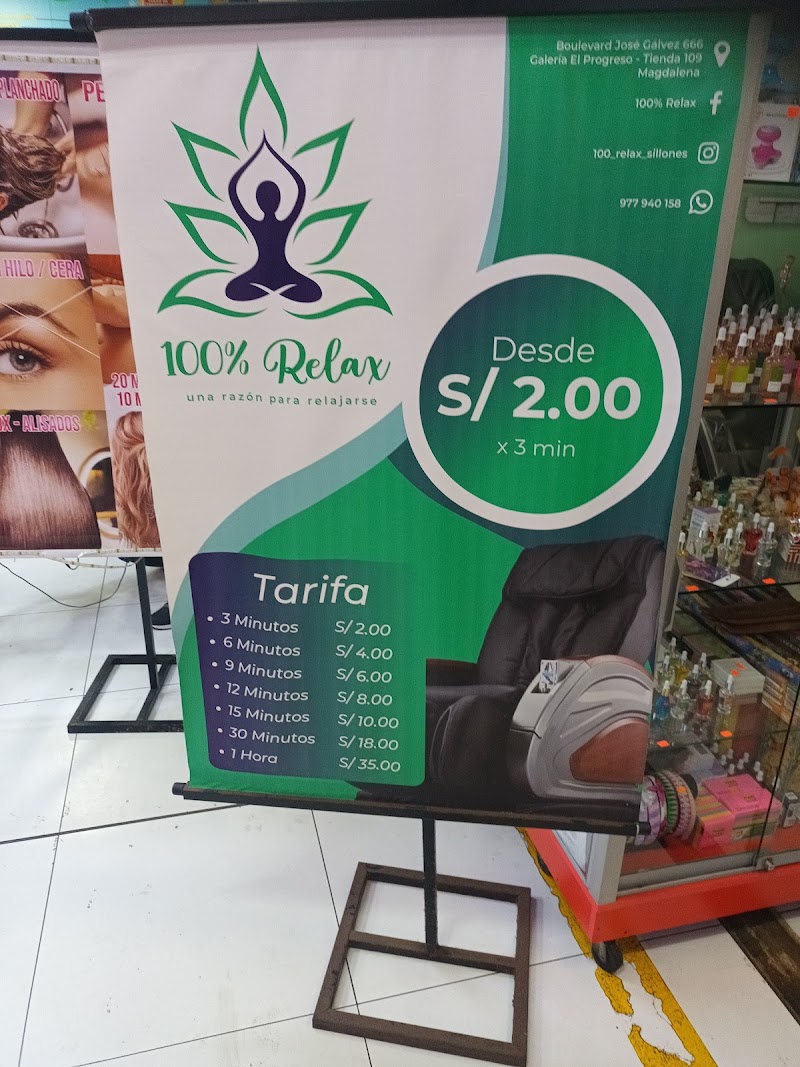 PLANCHADO
PE
HILO / CERA
20 M
10 M
X - ALISADOS
Boulevard José Gálvez 666
Galería El Progreso - Tienda 109
Magdalena
100% Relax
100_relax_sillones
977 940 158
100% Relax
una razón para relajarse
Desde
S/ 2.00
x 3 min
Tarifa
• 3 Minutos S/ 2.00
• 6 Minutos S/ 4.00
• 9 Minutos S/ 6.00
• 12 Minutos S/ 8.00
• 15 Minutos S/ 10.00
• 30 Minutos S/ 18.00
• 1 Hora S/ 35.00